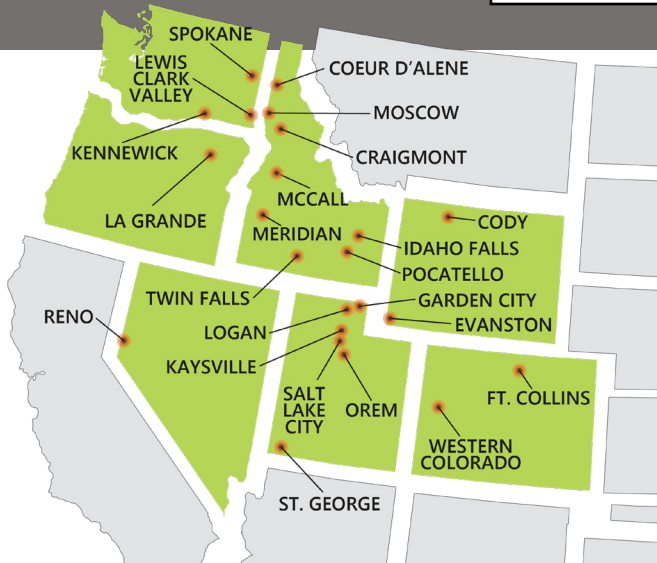 SPOKANE
LEWIS
CLARK
VALLEY
COEUR D'ALENE
MOSCOW
KENNEWICK
CRAIGMONT
MCCALL
LA GRANDE
MERIDIAN
CODY
IDAHO FALLS
POCATELLO
TWIN FALLS
GARDEN CITY
RENO
LOGAN
EVANSTON
KAYSVILLE
SALT
LAKE
CITY
OREM
FT. COLLINS
WESTERN
COLORADO
ST. GEORGE